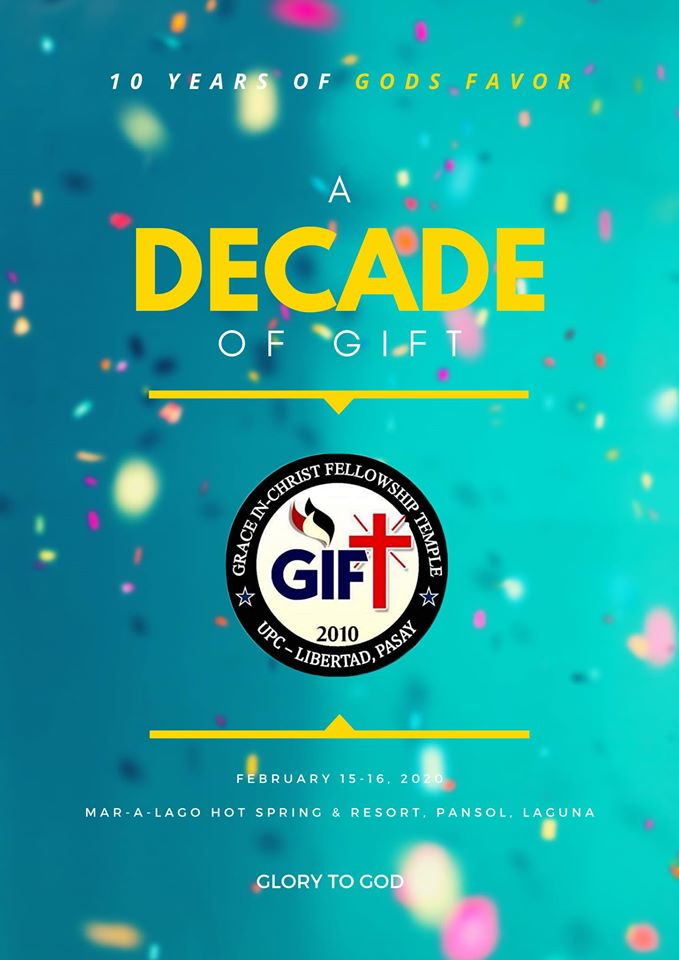 10 YEARS OF GODS FAVOR
A
DECADE
OF GIFT
GRACE IN-CHRIST FELLOWSHIP TEMPLE
GIFT
2010
UPC – LIBERTAD, PASAY
FEBRUARY 15-16, 2020
MAR-A-LAGO HOT SPRING & RESORT, PANSOL, LAGUNA
GLORY TO GOD